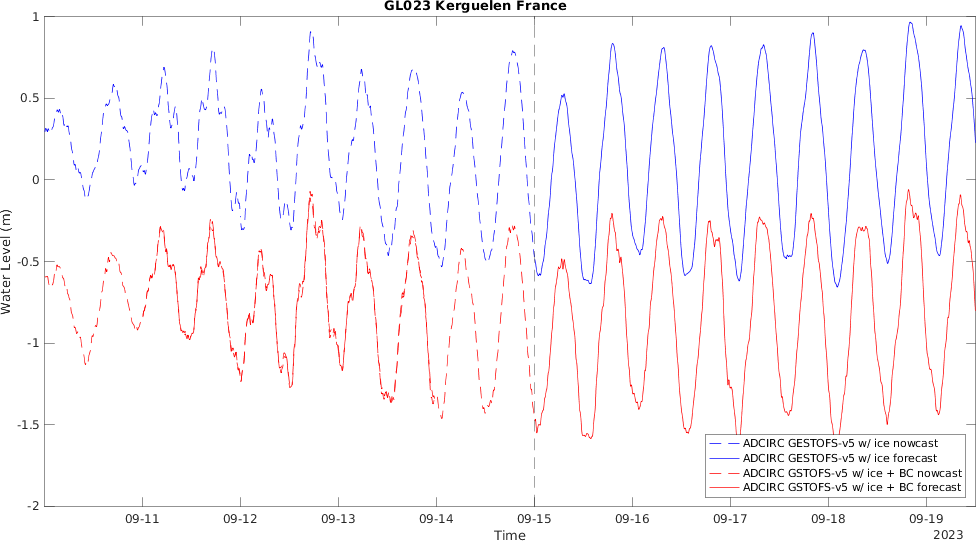 GL023 Kerguelen France
1
0.5
0
-0.5
-1
-1.5
-2
Water Level (m)
ADCIRC GESTOFS-v5 w/ ice nowcast
ADCIRC GESTOFS-v5 w/ ice forecast
ADCIRC GSTOFS-v5 w/ ice + BC nowcast
ADCIRC GSTOFS-v5 w/ ice + BC forecast
09-11 09-12 09-13 09-14 09-15 09-16 09-17 09-18 09-19
Time
2023